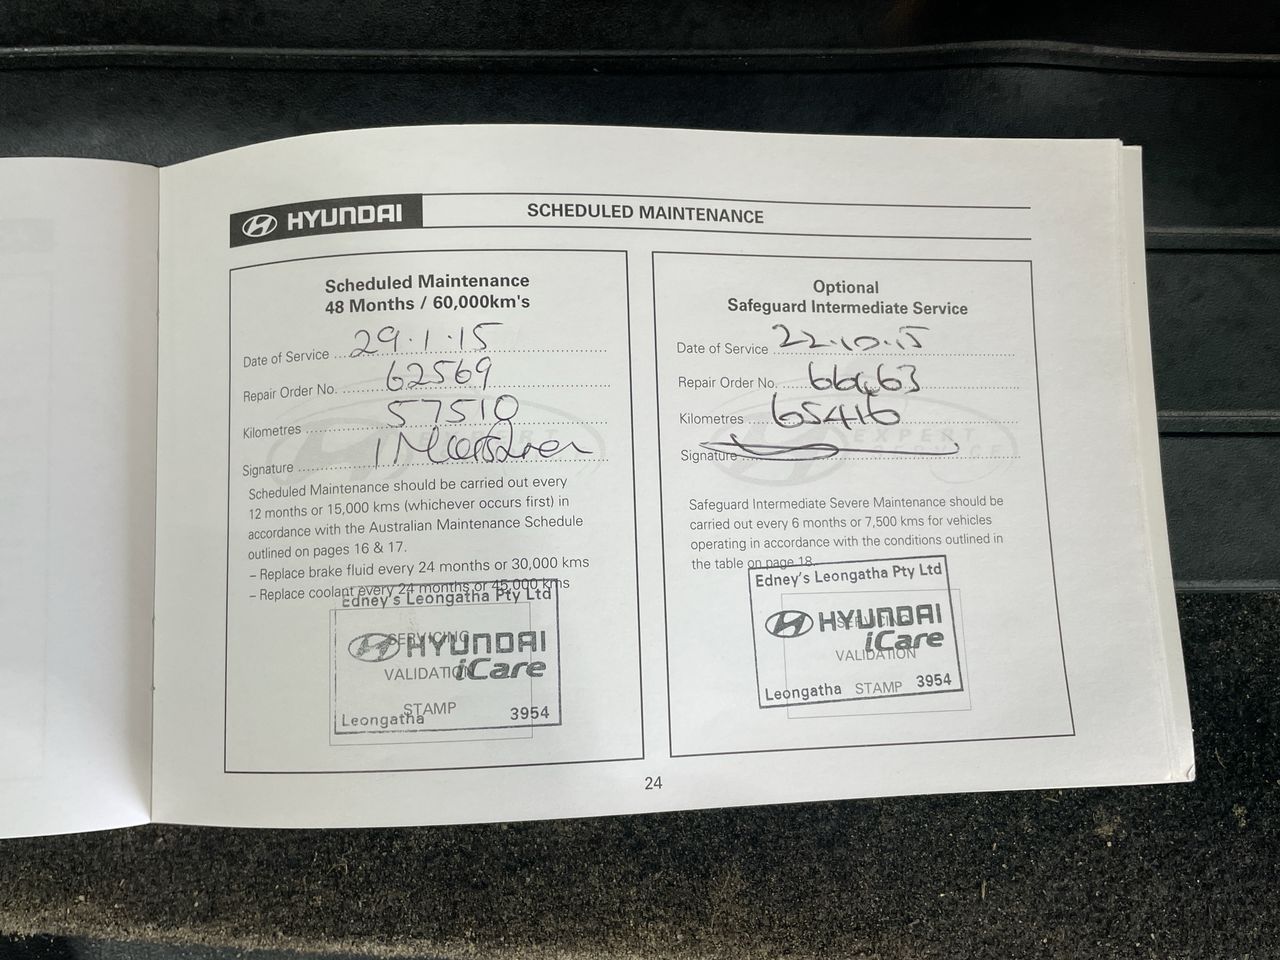 HYUNDAI
SCHEDULED MAINTENANCE
Scheduled Maintenance
48 Months / 60,000km's
Date of Service 29.1.15
Repair Order No. 62569
Kilometres 57510
Signature
Scheduled Maintenance should be carried out every
12 months or 15,000 kms (whichever occurs first) in
accordance with the Australian Maintenance Schedule
outlined on pages 16 & 17.
– Replace brake fluid every 24 months or 30,000 kms
– Replace coolant every 24 months or 45,000 kms
Edney's Leongatha Pty Ltd
SERVICING
HYUNDAI
iCare
VALIDATION
STAMP
Leongatha 3954
Optional
Safeguard Intermediate Service
Date of Service 22.10.15
Repair Order No.
Kilometres 65416
EXPERT
Signature
Safeguard Intermediate Severe Maintenance should be
carried out every 6 months or 7,500 kms for vehicles
operating in accordance with the conditions outlined in
the table on page 18.
Edney's Leongatha Pty Ltd
SERVICING
HYUNDAI
iCare
VALIDATION
Leongatha STAMP 3954
24